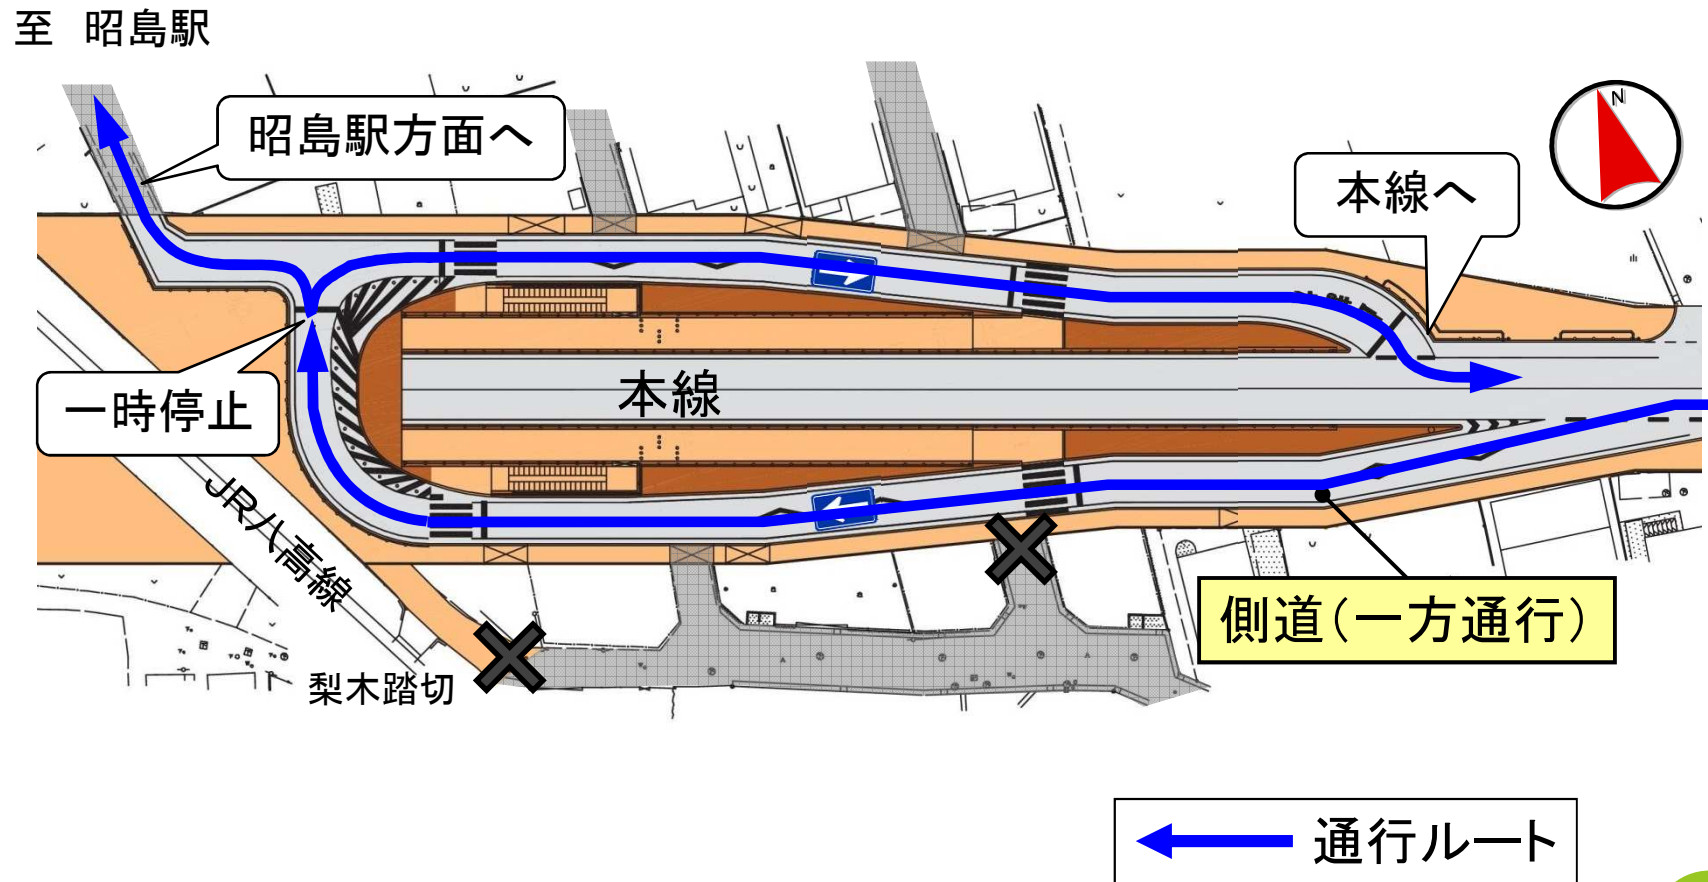 至　昭島駅
昭島駅方面へ
N
本線へ
本線
一時停止
JR八高線
側道(一方通行)
梨木踏切
通行ルート